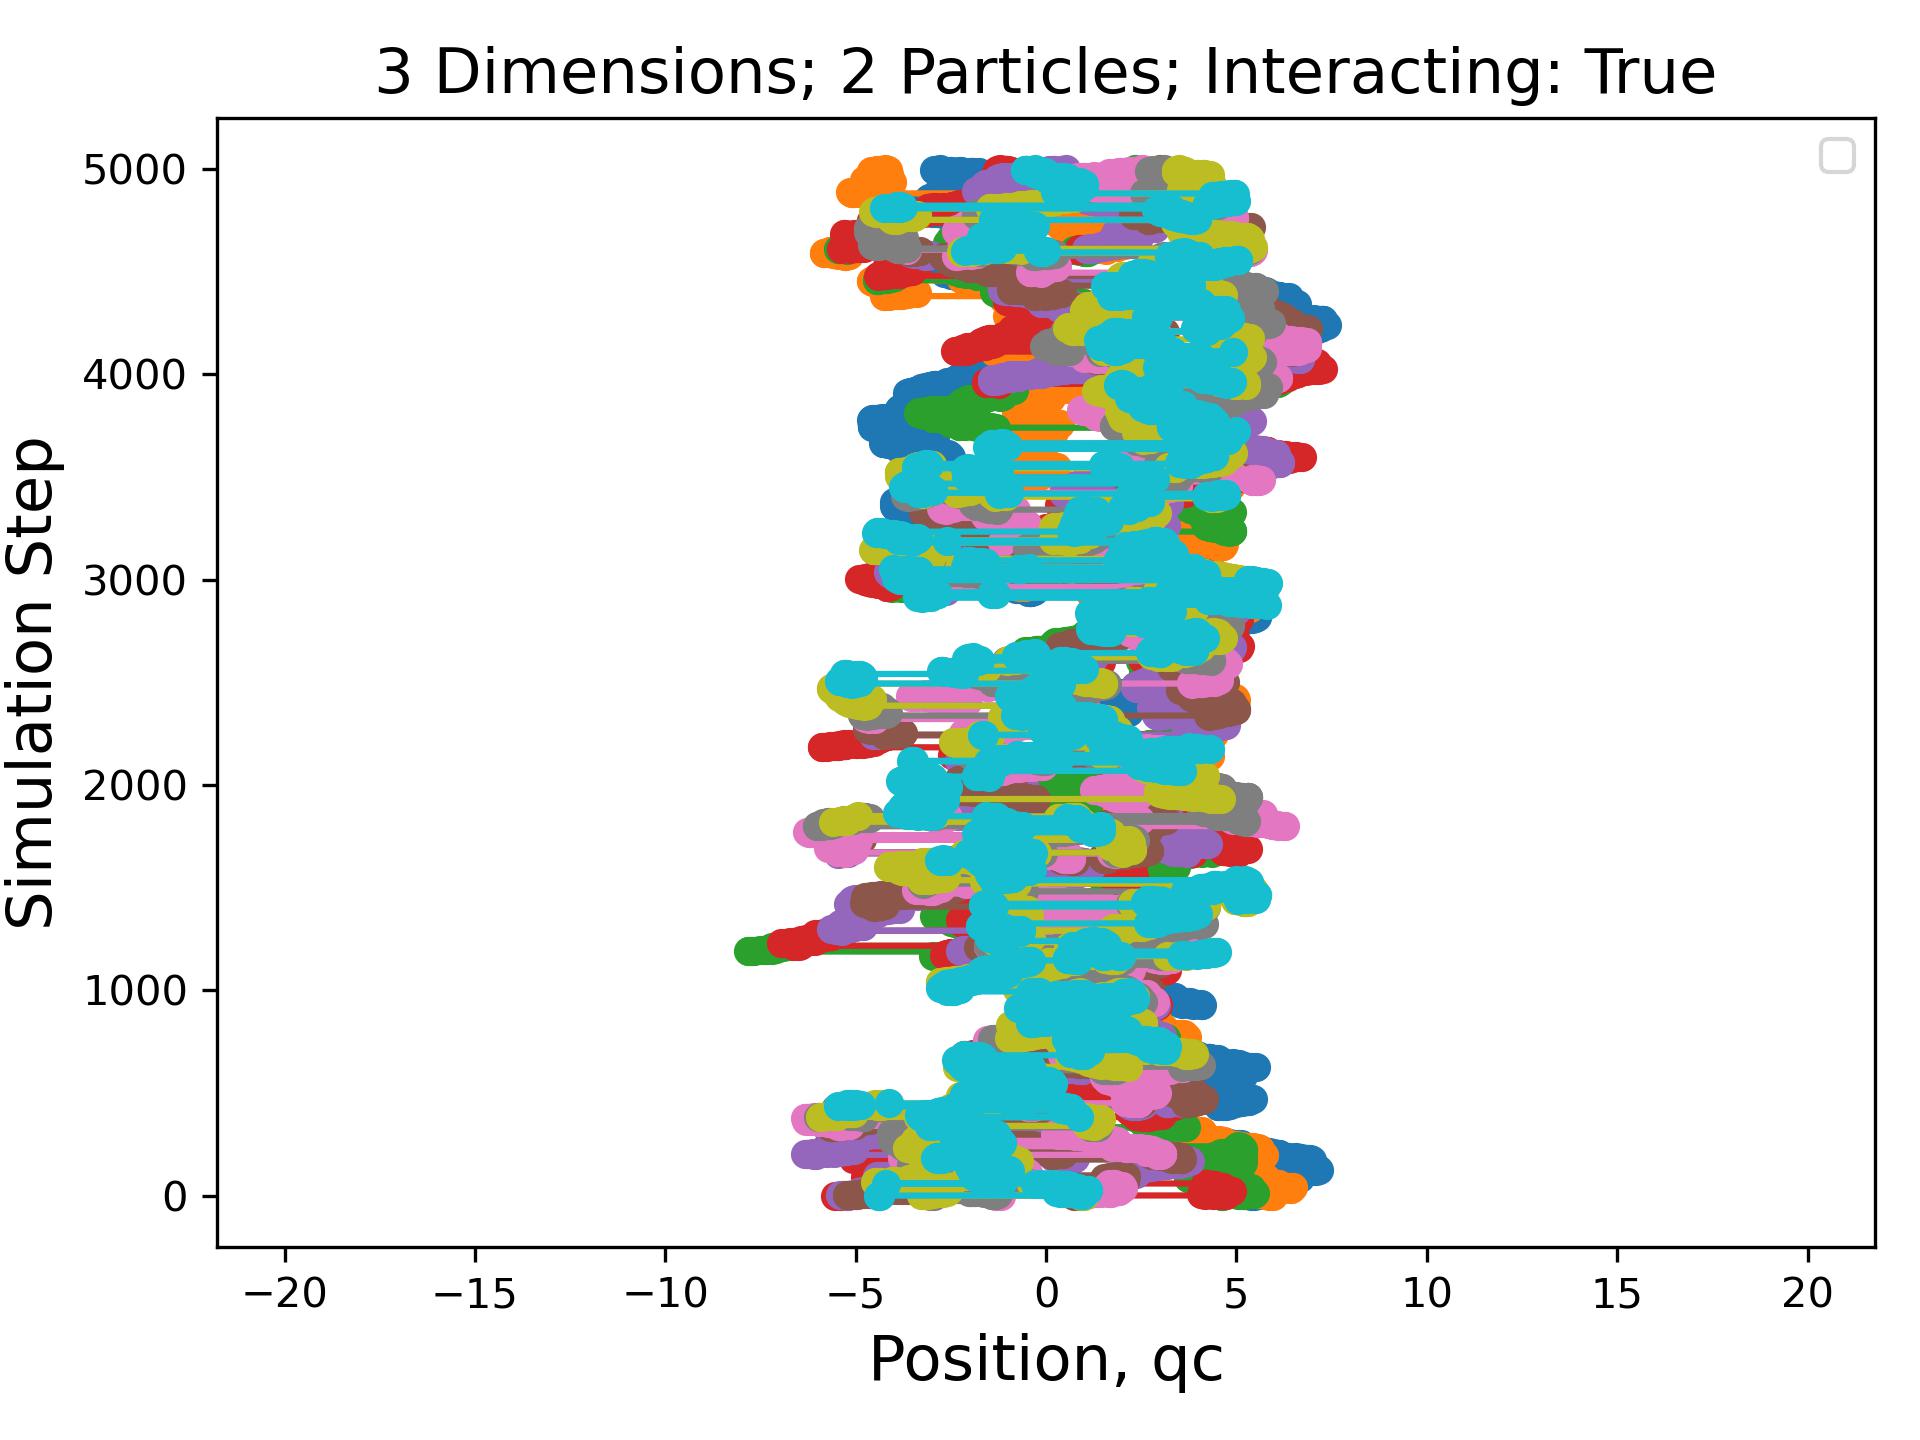 3 Dimensions; 2 Particles; Interacting: True
5000
4000
3000
2000
1000
0
Simulation Step
−20 −15 −10 −5 0 5 10 15 20
Position, qc